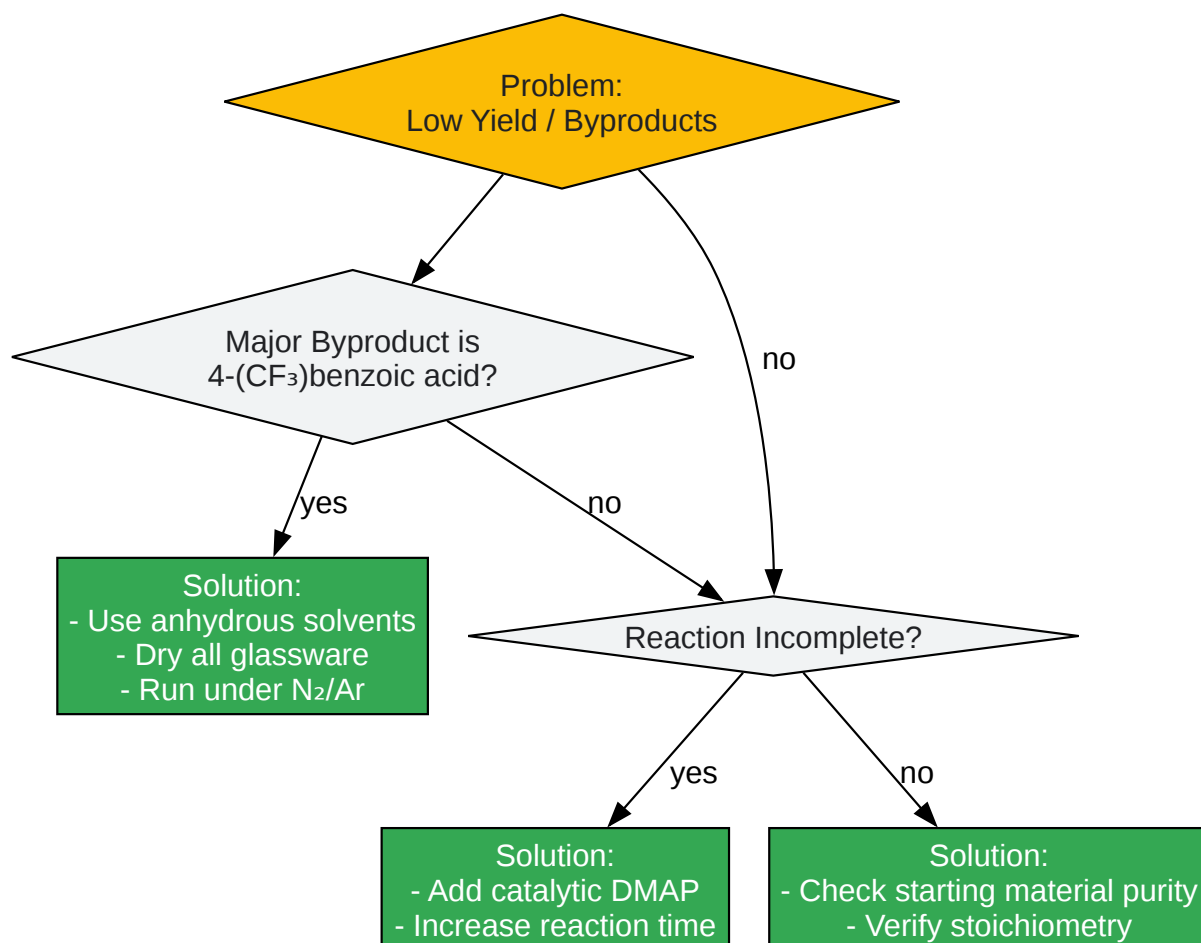 Problem:
Low Yield / Byproducts
no
Major Byproduct is
4-(CF₃)benzoic acid?
yes
no
Solution:
- Use anhydrous solvents
- Dry all glassware
- Run under N₂/Ar
Reaction Incomplete?
yes
no
Solution:
- Add catalytic DMAP
- Increase reaction time
Solution:
- Check starting material purity
- Verify stoichiometry